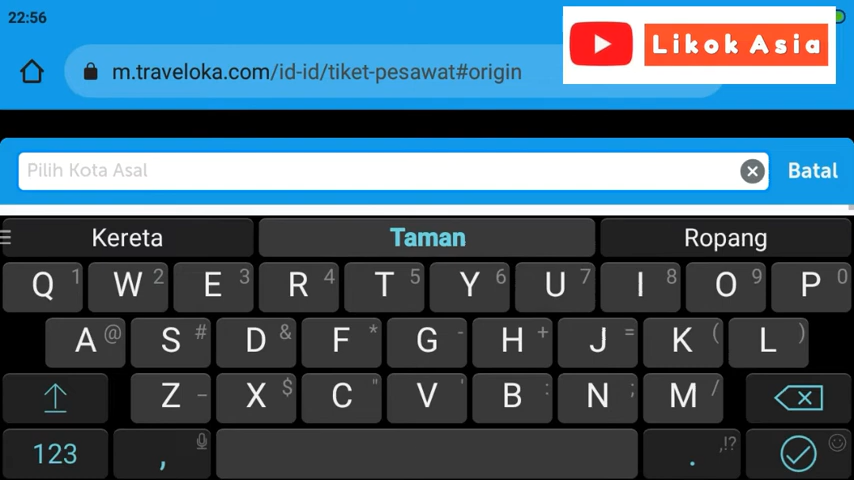 22:56
Likok Asia
m.traveloka.com/id-id/tiket-pesawat#origin
Pilih Kota Asal
Batal
Kereta Taman Ropang
Q 1 W 2 E 3 R 4 T 5 Y 6 U 7 I 8 O 9 P 0
A @ S # D & F * G - H + J = K ( L )
Z _ X $ C " V ' B : N ; M /
123 , . ,!?